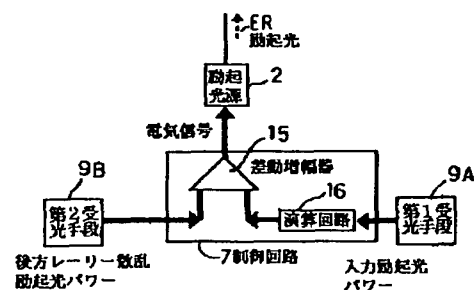 ER
励起光
励起
光源
2
電気信号
15
差動増幅器
9B
9A
16
第2受
光手段
演算回路
第1受
光手段
7制御回路
後方レーリー散乱
励起光パワー
入力励起光
パワー